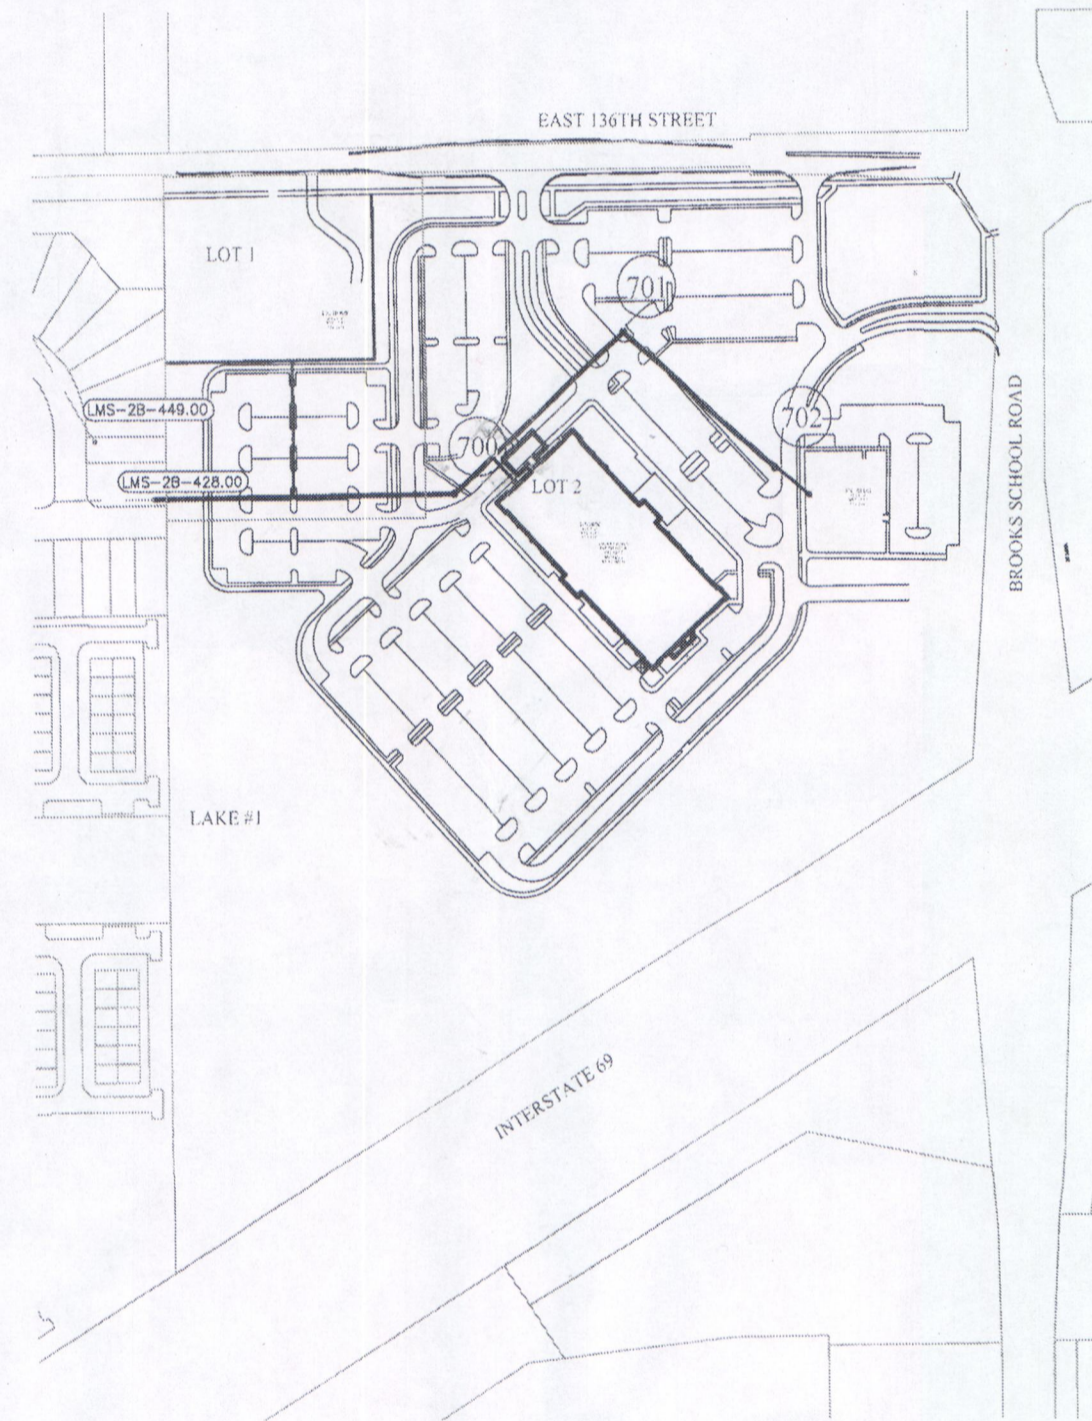 EAST 136TH STREET
LOT 1
701
LMS-2B-449.00
702
700
LMS-2B-428.00
LOT 2
BROOKS SCHOOL ROAD
LAKE #1
INTERSTATE 69